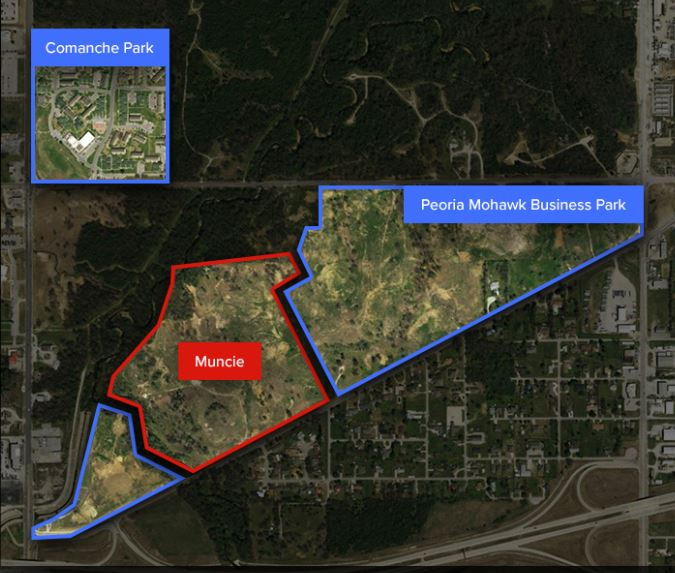 Comanche Park
Peoria Mohawk Business Park
Muncie